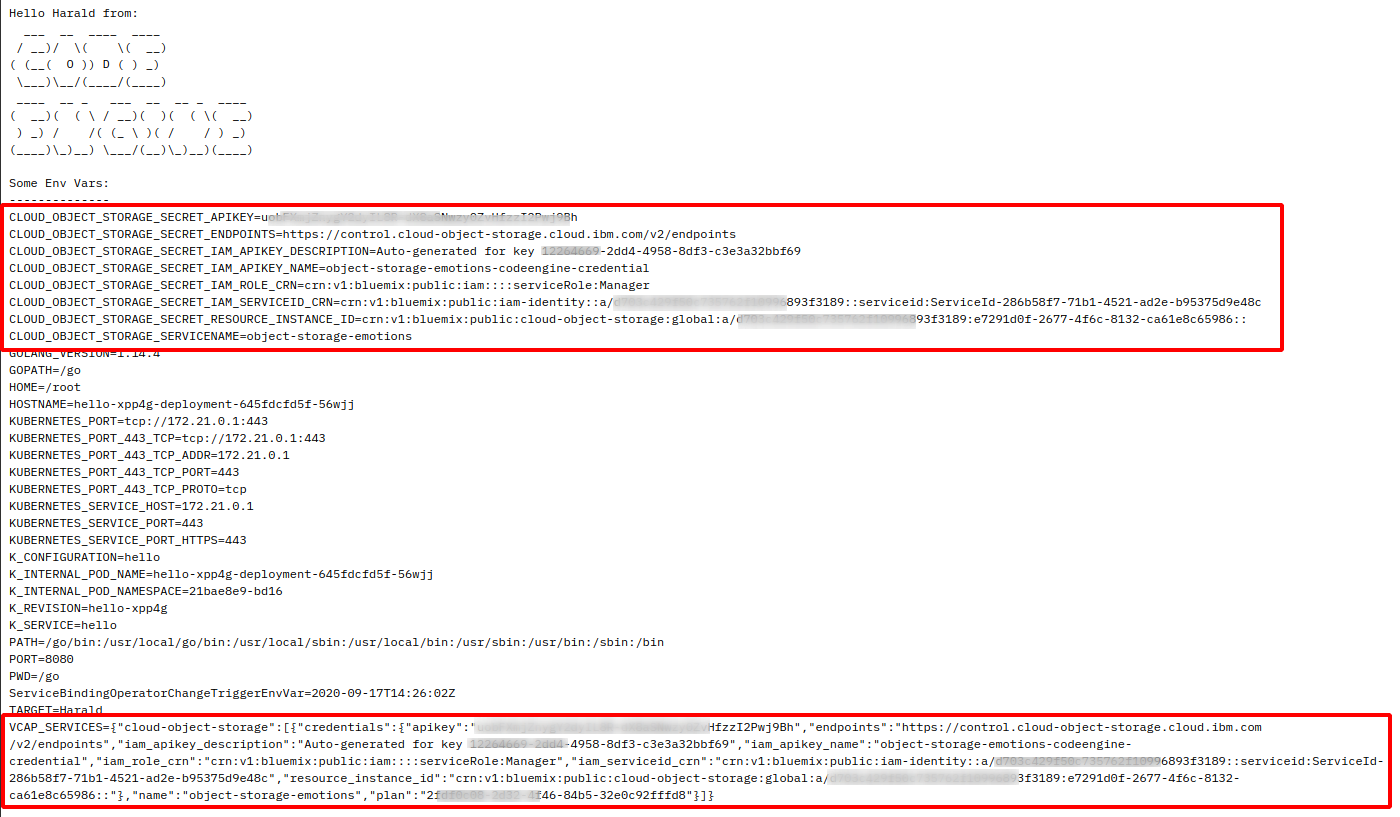 Hello Harald from:
  ___  __  ____  ____
 / __)/  \(    \(  __)
( (__(  O )) D ( ) _)
 \___)\__/(____/(____)
 ____  __ _   ___  __  __ _  ____
(  __)(  ( \ / __)(  )(  ( \(  __)
 ) _) /    /( (_ \ )( /    / ) _)
(____)\_)__) \___/(__)\_)__)(____)
Some Env Vars:
--------------
CLOUD_OBJECT_STORAGE_SECRET_APIKEY=
CLOUD_OBJECT_STORAGE_SECRET_ENDPOINTS=https://control.cloud-object-storage.cloud.ibm.com/v2/endpoints
CLOUD_OBJECT_STORAGE_SECRET_IAM_APIKEY_DESCRIPTION=Auto-generated for key -2dd4-4958-8df3-c3e3a32bbf69
CLOUD_OBJECT_STORAGE_SECRET_IAM_APIKEY_NAME=object-storage-emotions-codeengine-credential
CLOUD_OBJECT_STORAGE_SECRET_IAM_ROLE_CRN=crn:v1:bluemix:public:iam::::serviceRole:Manager
CLOUD_OBJECT_STORAGE_SECRET_IAM_SERVICEID_CRN=crn:v1:bluemix:public:iam-identity::a/ 893f3189::serviceid:ServiceId-286b58f7-71b1-4521-ad2e-b95375d9e48c
CLOUD_OBJECT_STORAGE_SECRET_RESOURCE_INSTANCE_ID=crn:v1:bluemix:public:cloud-object-storage:global:a/ 93f3189:e7291d0f-2677-4f6c-8132-ca61e8c65986::
CLOUD_OBJECT_STORAGE_SERVICENAME=object-storage-emotions
GOLANG_VERSION=1.14.4
GOPATH=/go
HOME=/root
HOSTNAME=hello-xpp4g-deployment-645fdcfd5f-56wjj
KUBERNETES_PORT=tcp://172.21.0.1:443
KUBERNETES_PORT_443_TCP=tcp://172.21.0.1:443
KUBERNETES_PORT_443_TCP_ADDR=172.21.0.1
KUBERNETES_PORT_443_TCP_PORT=443
KUBERNETES_PORT_443_TCP_PROTO=tcp
KUBERNETES_SERVICE_HOST=172.21.0.1
KUBERNETES_SERVICE_PORT=443
KUBERNETES_SERVICE_PORT_HTTPS=443
K_CONFIGURATION=hello
K_INTERNAL_POD_NAME=hello-xpp4g-deployment-645fdcfd5f-56wjj
K_INTERNAL_POD_NAMESPACE=21bae8e9-bd16
K_REVISION=hello-xpp4g
K_SERVICE=hello
PATH=/go/bin:/usr/local/go/bin:/usr/local/sbin:/usr/local/bin:/usr/sbin:/usr/bin:/sbin:/bin
PORT=8080
PWD=/go
ServiceBindingOperatorChangeTriggerEnvVar=2020-09-17T14:26:02Z
TARGET=Harald
VCAP_SERVICES={"cloud-object-storage":[{"credentials":{"apikey":" HfzzI2Pwj9Bh","endpoints":"https://control.cloud-object-storage.cloud.ibm.com
/v2/endpoints","iam_apikey_description":"Auto-generated for key -4958-8df3-c3e3a32bbf69","iam_apikey_name":"object-storage-emotions-codeengine-
credential","iam_role_crn":"crn:v1:bluemix:public:iam::::serviceRole:Manager","iam_serviceid_crn":"crn:v1:bluemix:public:iam-identity::a/ 6893f3189::serviceid:ServiceId-
286b58f7-71b1-4521-ad2e-b95375d9e48c","resource_instance_id":"crn:v1:bluemix:public:cloud-object-storage:global:a/ 3f3189:e7291d0f-2677-4f6c-8132-
ca61e8c65986::"},"name":"object-storage-emotions","plan":"2f f46-84b5-32e0c92fffd8"}]}